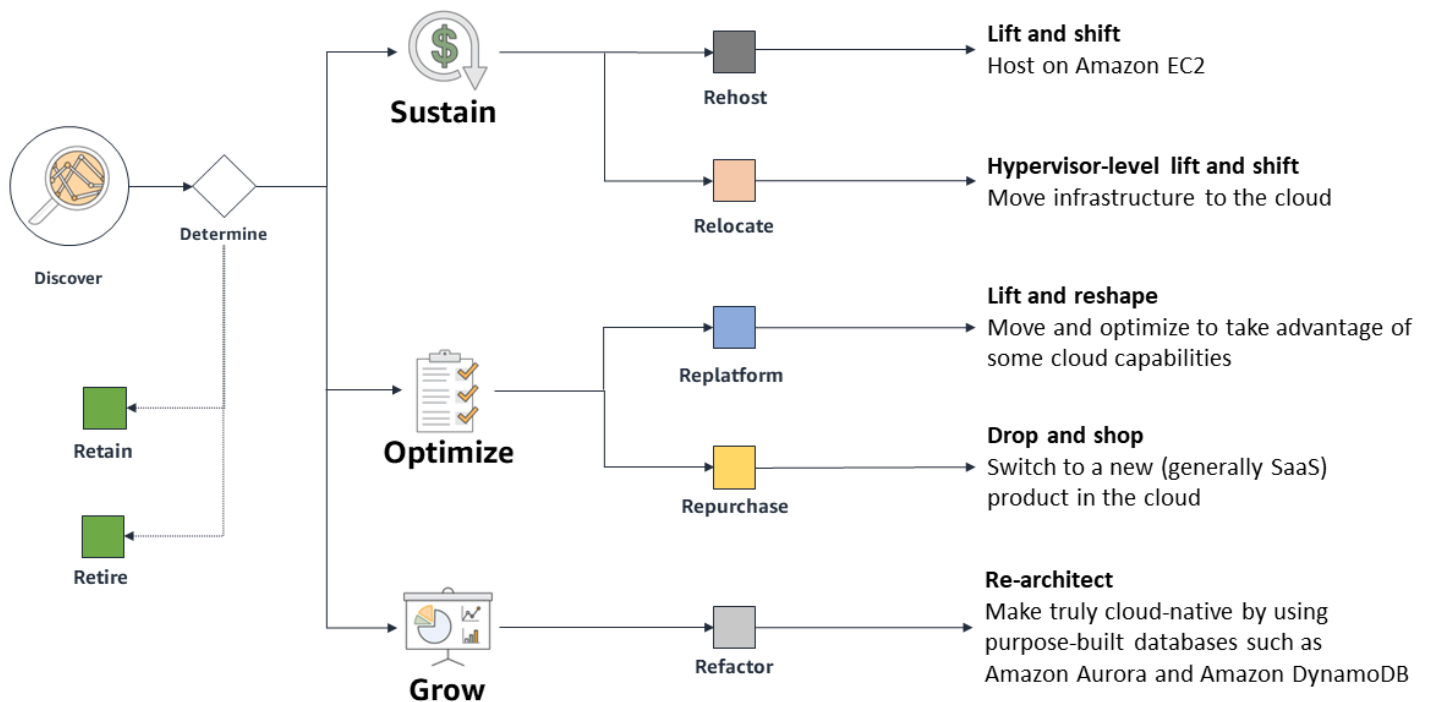 Discover
Determine
Retain
Retire
$
Sustain
Rehost
Lift and shift
Host on Amazon EC2
Relocate
Hypervisor-level lift and shift
Move infrastructure to the cloud
Optimize
Replatform
Lift and reshape
Move and optimize to take advantage of
some cloud capabilities
Repurchase
Drop and shop
Switch to a new (generally SaaS)
product in the cloud
Grow
Refactor
Re-architect
Make truly cloud-native by using
purpose-built databases such as
Amazon Aurora and Amazon DynamoDB